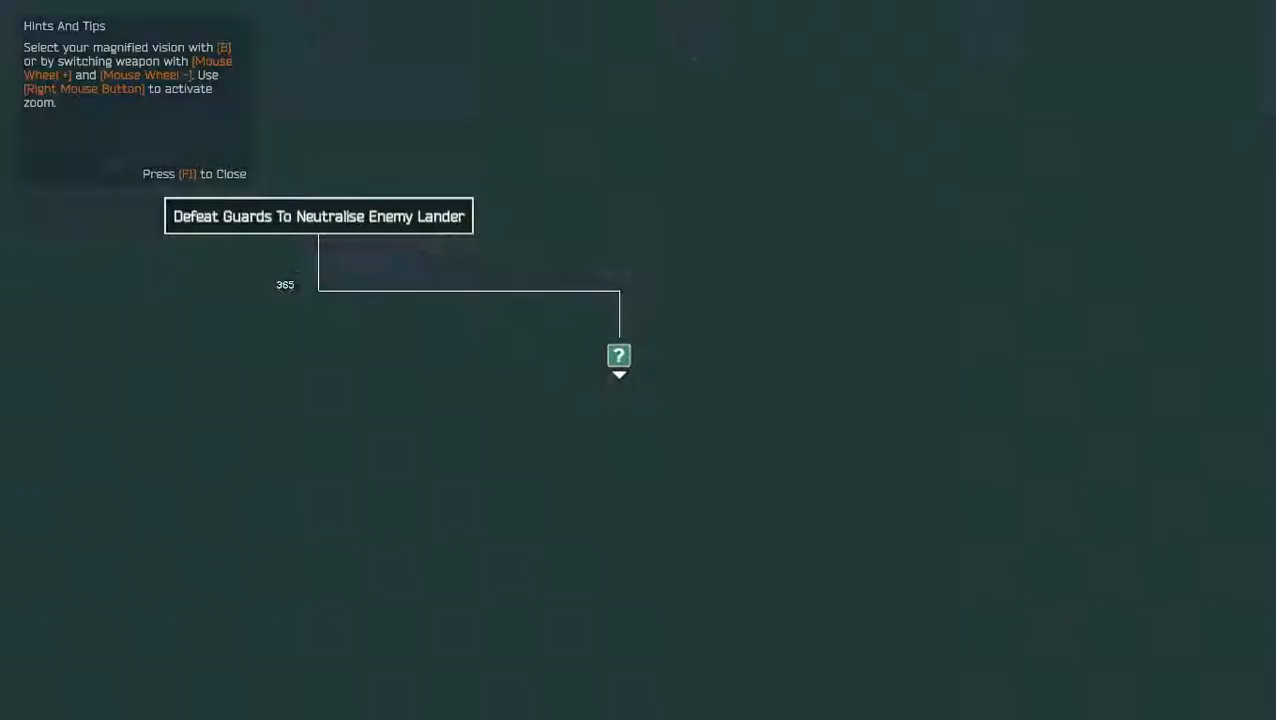 Hints And Tips
Select your magnified vision with [B]
or by switching weapon with [Mouse
Wheel +] and [Mouse Wheel -]. Use
[Right Mouse Button] to activate
zoom.
Press [F1] to Close
Defeat Guards To Neutralise Enemy Lander
365
?